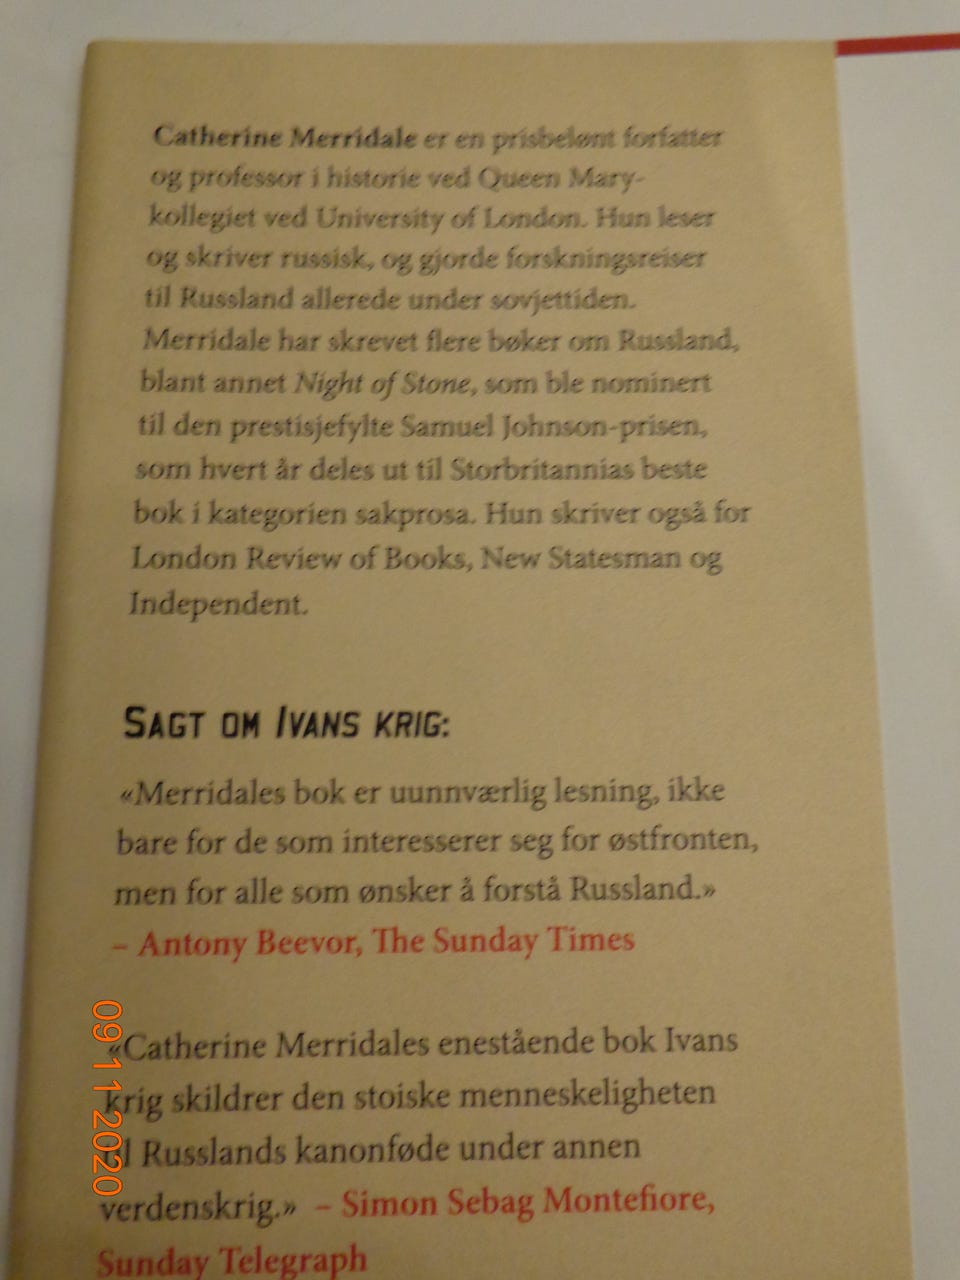 Catherine Merridale er en prisbelønt forfatter
og professor i historie ved Queen Mary-
kollegiet ved University of London. Hun leser
og skriver russisk, og gjorde forskningsreiser
til Russland allerede under sovjettiden.
Merridale har skrevet flere bøker om Russland,
blant annet Night of Stone, som ble nominert
til den prestisjefylte Samuel Johnson-prisen,
som hvert år deles ut til Storbritannias beste
bok i kategorien sakprosa. Hun skriver også for
London Review of Books, New Statesman og
Independent.
SAGT OM IVANS KRIG:
«Merridales bok er uunnværlig lesning, ikke
bare for de som interesserer seg for østfronten,
men for alle som ønsker å forstå Russland.»
– Antony Beevor, The Sunday Times
«Catherine Merridales enestående bok Ivans
krig skildrer den stoiske menneskeligheten
til Russlands kanonføde under annen
verdenskrig.» – Simon Sebag Montefiore,
Sunday Telegraph
09 11 2020